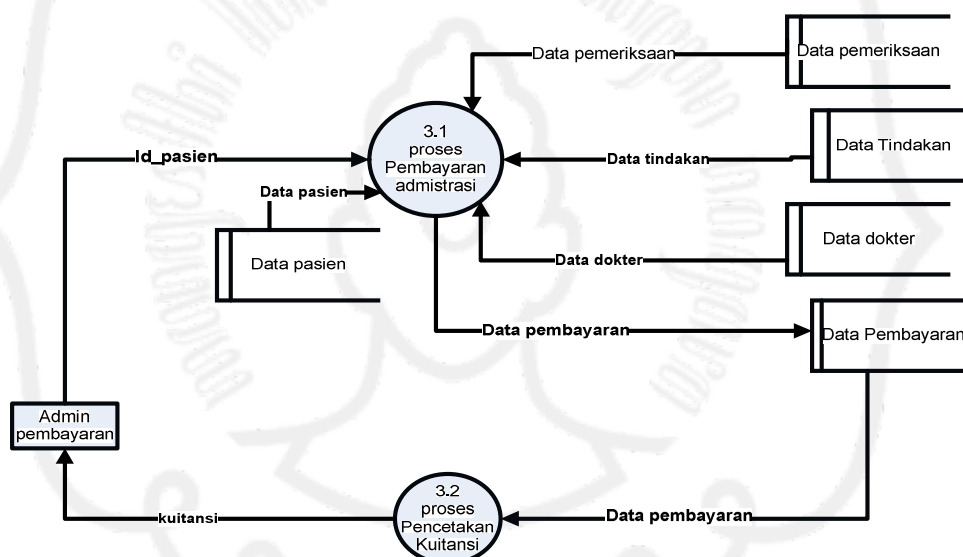 Data pemeriksaan
Data pemeriksaan
3.1
proses
Pembayaran
admistrasi
Id_pasien
Data tindakan
Data Tindakan
Data pasien
Data pasien
Data dokter
Data dokter
Data pembayaran
Data Pembayaran
Admin
pembayaran
3.2
proses
Pencetakan
Kuitansi
kuitansi
Data pembayaran